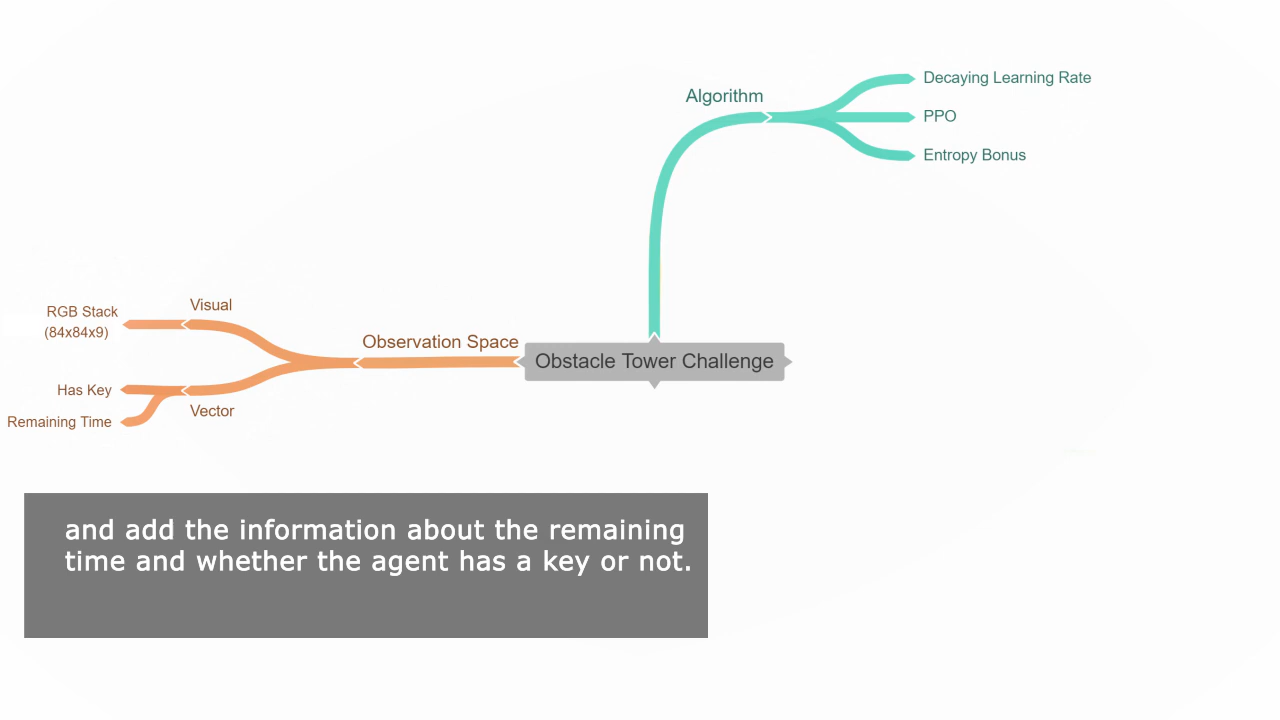 Decaying Learning Rate
Algorithm
PPO
Entropy Bonus
Visual
RGB Stack
(84x84x9)
Observation Space
Obstacle Tower Challenge
Has Key
Vector
Remaining Time
and add the information about the remaining
time and whether the agent has a key or not.